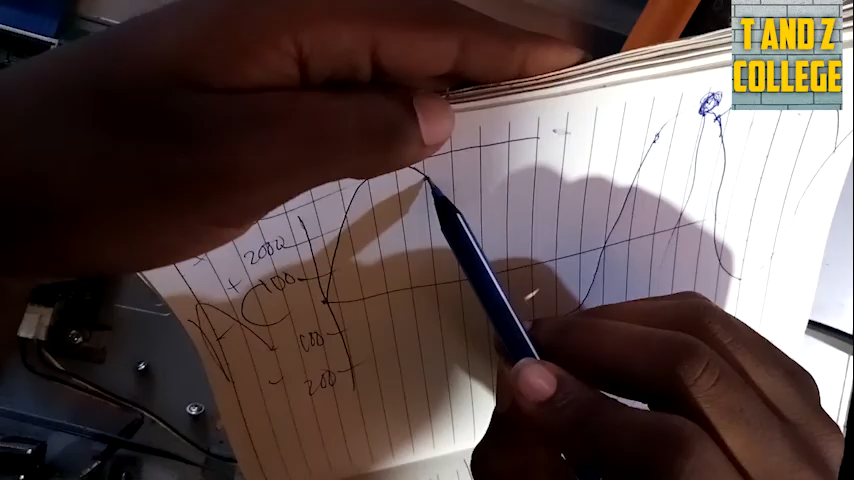 T AND Z
COLLEGE
+ 200
100
100
- 200